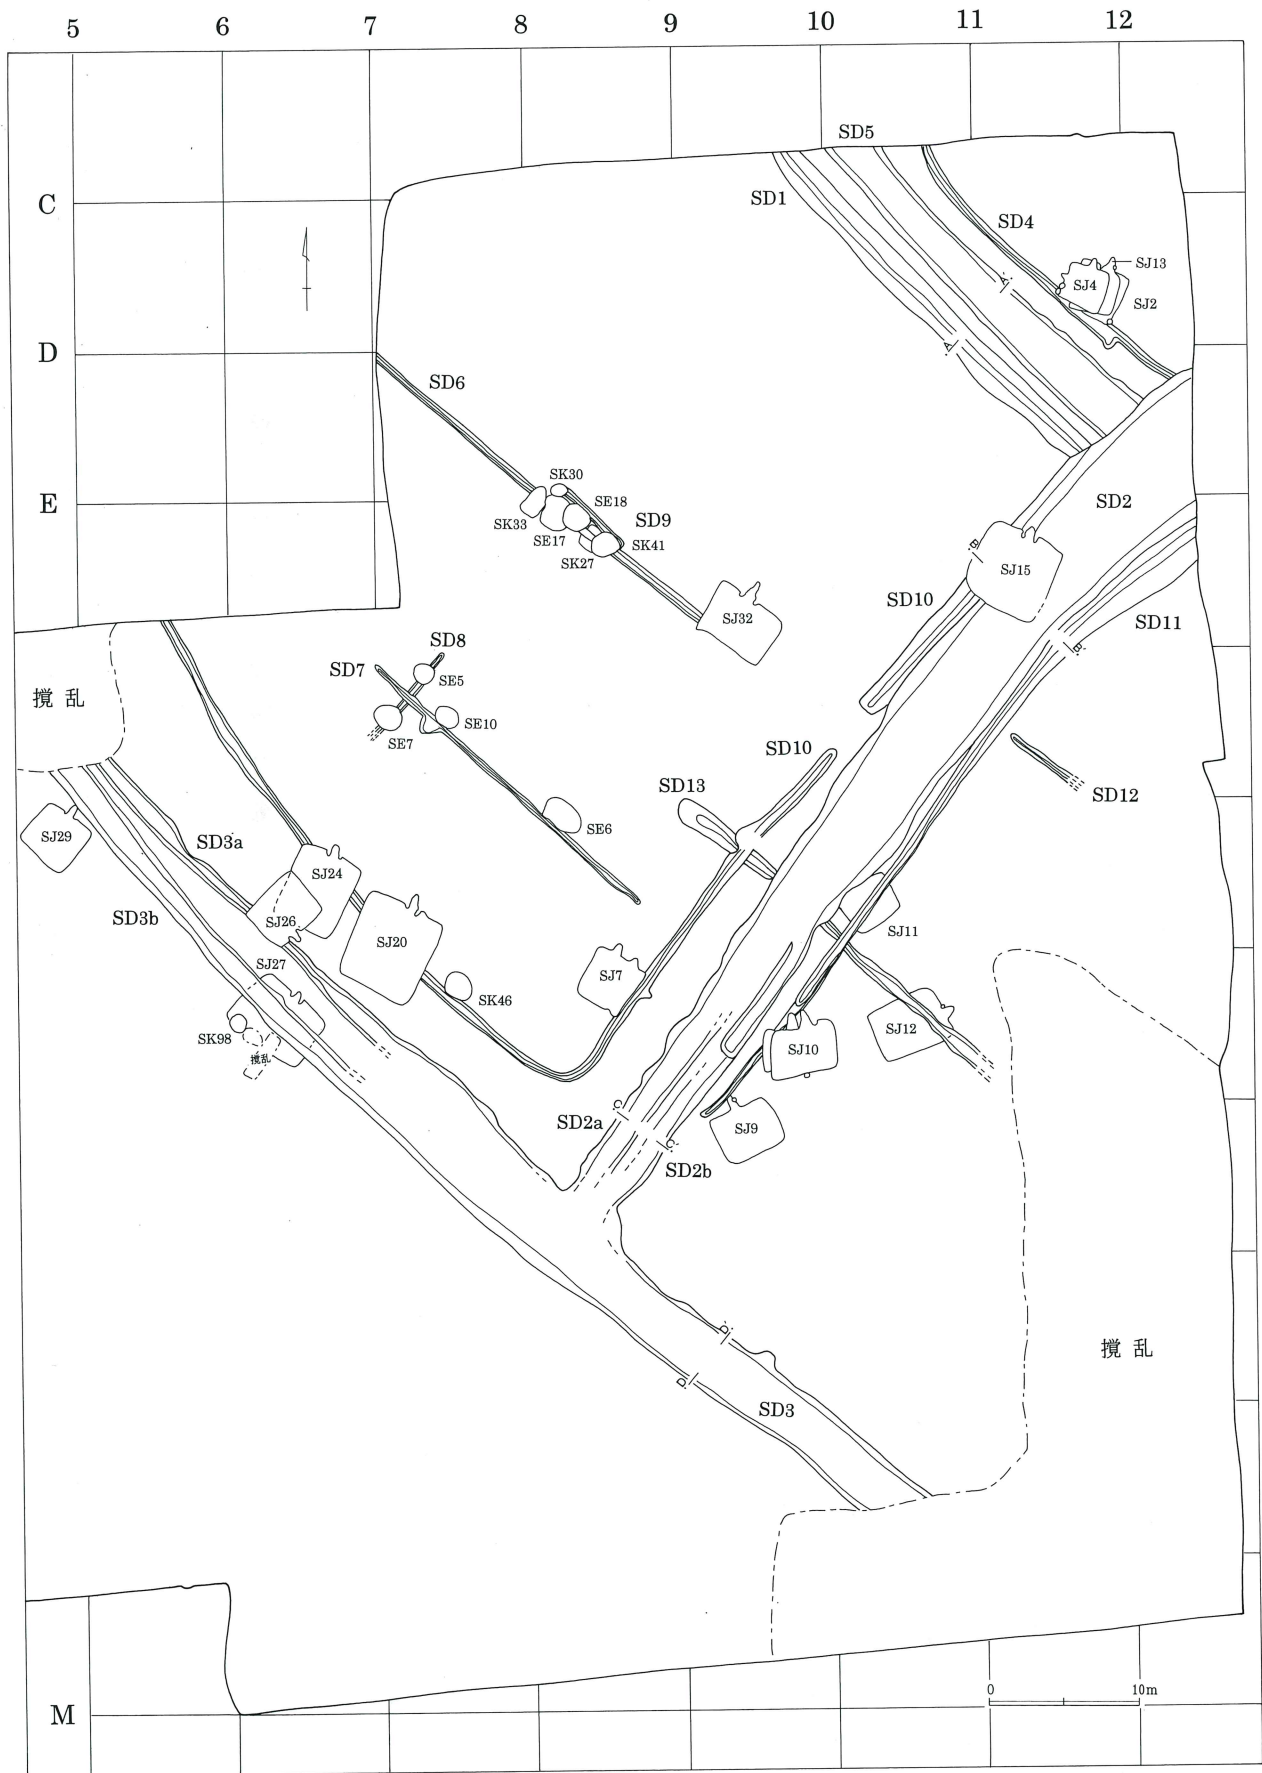 5 6 7 8 9 10 11 12
SD5
SD1
C
SD4
SJ13
SJ4
SJ2
A'
A
D
SD6
SK30
E
SE18
SD2
SK33
SD9
SE17
SK41
SK27
B
SJ15
SD10
SJ32
SD11
B'
SD8
SD7
SE5
攪乱
SE10
SE7
SD10
SD13
SD12
SE6
SJ29
SD3a
SJ24
SD3b
SJ26
SJ20
SJ11
SJ27
SJ7
SK46
SJ12
SK98
攪乱
SJ10
C
SD2a
SJ9
C'
SD2b
D'
攪乱
D
SD3
0 10m
M